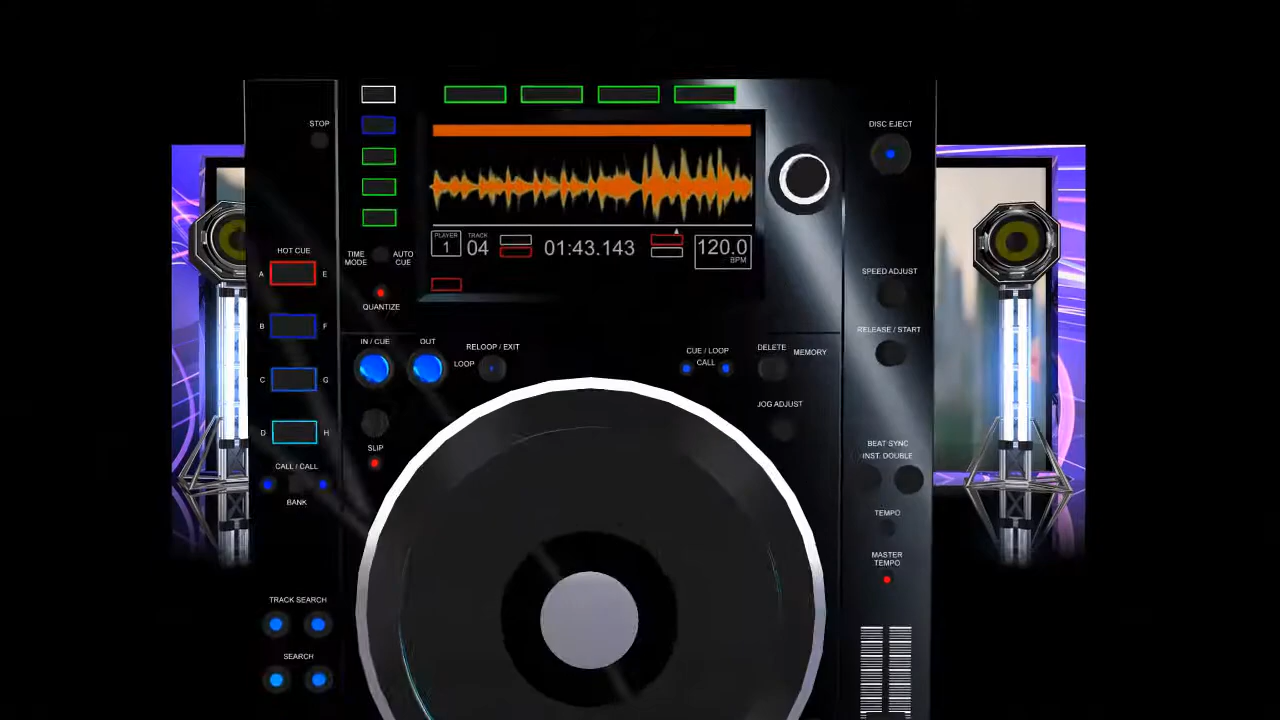 STOP
DISC EJECT
PLAYER
1
TRACK
04
01:43.143
120.0
BPM
HOT CUE
A
E
B
F
C
G
D
H
CALL / CALL
BANK
TIME
MODE
AUTO
CUE
QUANTIZE
SPEED ADJUST
RELEASE / START
IN / CUE
OUT
RELOOP / EXIT
LOOP
CUE / LOOP
CALL
DELETE
MEMORY
JOG ADJUST
SLIP
BEAT SYNC
INST. DOUBLE
TEMPO
MASTER
TEMPO
TRACK SEARCH
SEARCH